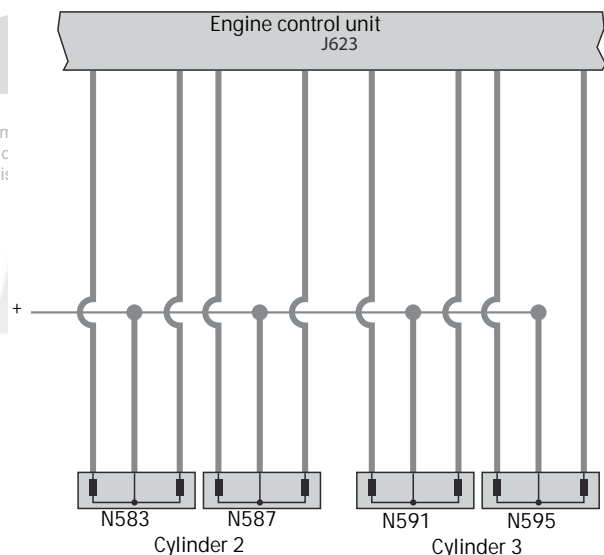 Engine control unit
J623
+
N583 N587 N591 N595
Cylinder 2 Cylinder 3